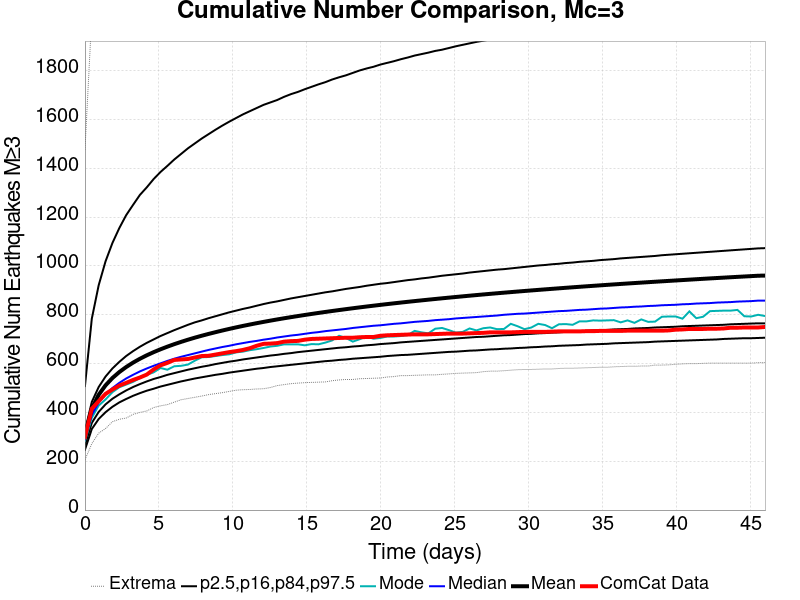 Cumulative Number Comparison, Mc=3
Cumulative Num Earthquakes M≥3
1800
1600
1400
1200
1000
800
600
400
200
0
0 5 10 15 20 25 30 35 40 45
Time (days)
Extrema p2.5,p16,p84,p97.5 Mode Median Mean ComCat Data